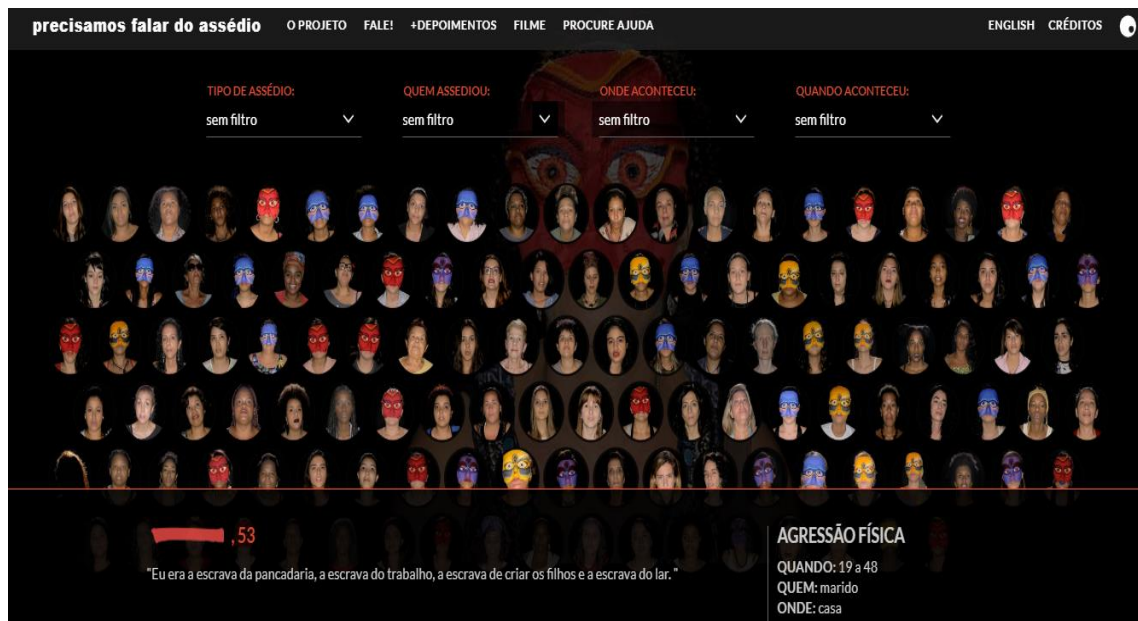 precisamos falar do assédio O PROJETO FALE! +DEPOIMENTOS FILME PROCURE AJUDA ENGLISH CRÉDITOS
TIPO DE ASSÉDIO: QUEM ASSEDIOU: ONDE ACONTECEU: QUANDO ACONTECEU:
sem filtro sem filtro sem filtro sem filtro
, 53
"Eu era a escrava da pancadaria, a escrava do trabalho, a escrava de criar os filhos e a escrava do lar. "
AGRESSÃO FÍSICA
QUANDO: 19 a 48
QUEM: marido
ONDE: casa